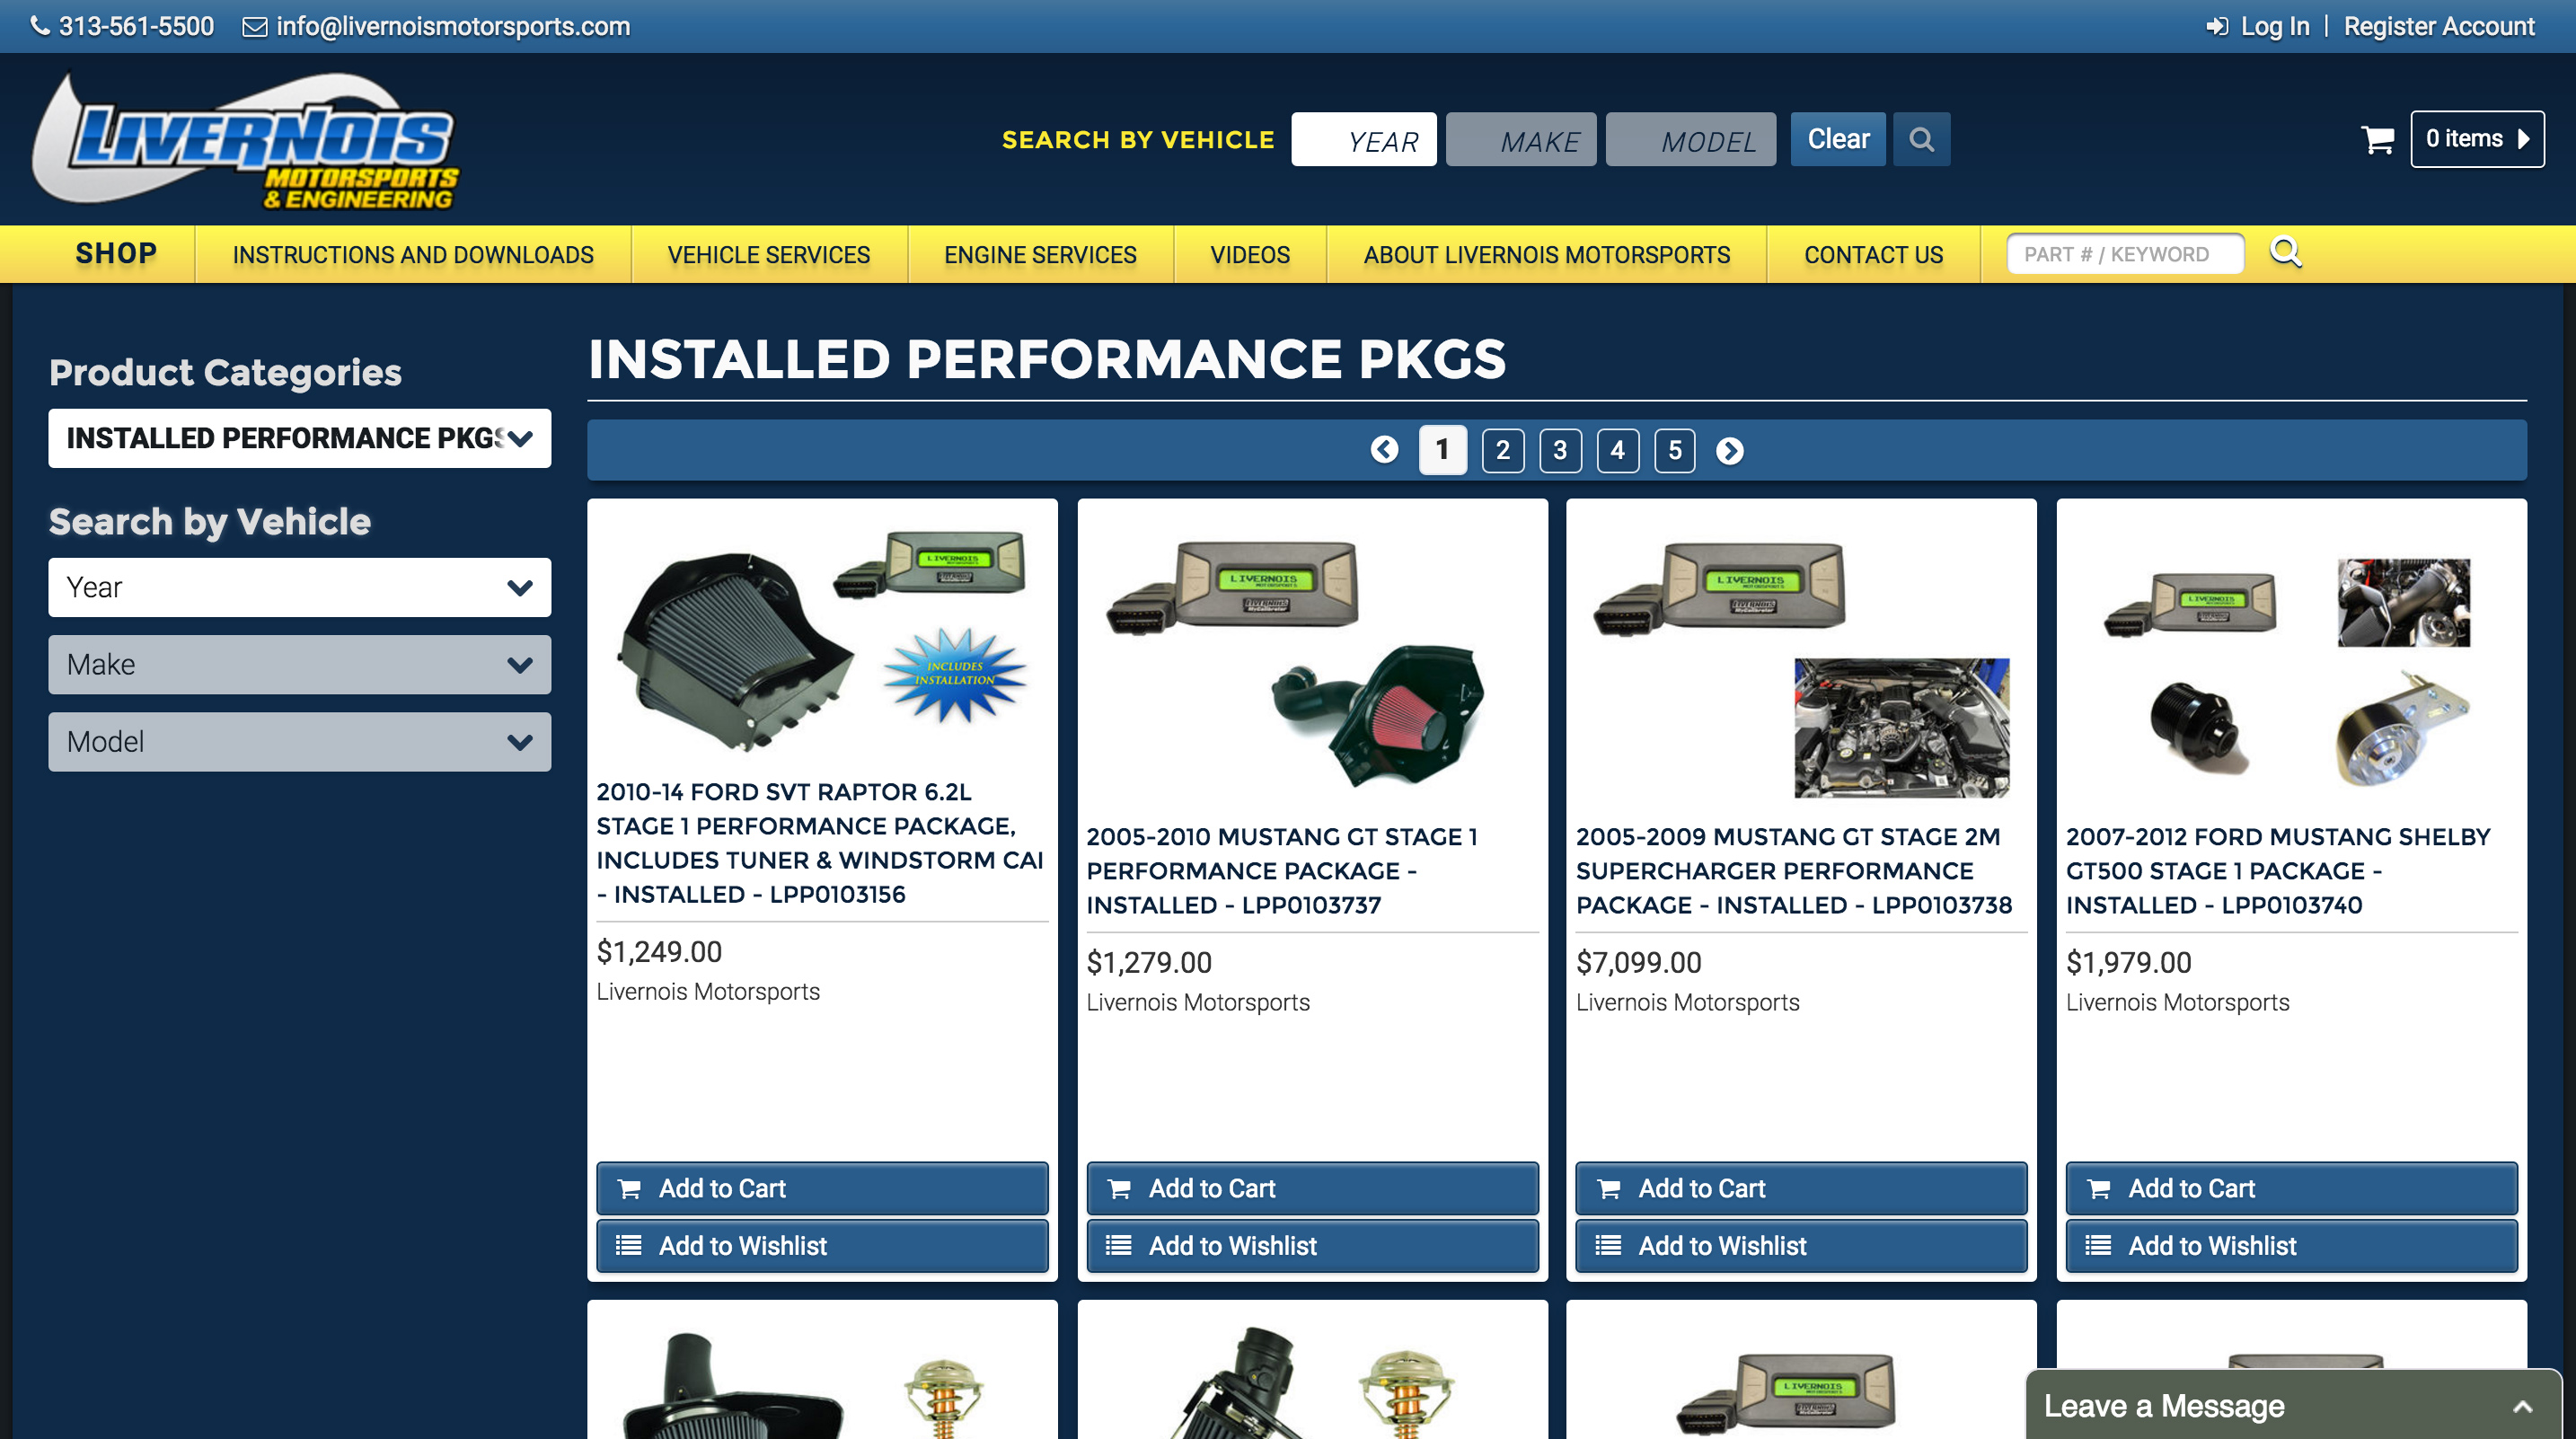 313-561-5500 info@livernoismotorsports.com Log In | Register Account
LIVERNOIS
MOTORSPORTS
& ENGINEERING
SEARCH BY VEHICLE YEAR MAKE MODEL Clear 0 items
SHOP INSTRUCTIONS AND DOWNLOADS VEHICLE SERVICES ENGINE SERVICES VIDEOS ABOUT LIVERNOIS MOTORSPORTS CONTACT US PART # / KEYWORD
Product Categories
INSTALLED PERFORMANCE PKGS
Search by Vehicle
Year
Make
Model
INSTALLED PERFORMANCE PKGS
1 2 3 4 5
LIVERNOIS
INCLUDES
INSTALLATION
2010-14 FORD SVT RAPTOR 6.2L
STAGE 1 PERFORMANCE PACKAGE,
INCLUDES TUNER & WINDSTORM CAI
- INSTALLED - LPP0103156
$1,249.00
Livernois Motorsports
Add to Cart
Add to Wishlist
LIVERNOIS
MOTORSPORTS
2005-2010 MUSTANG GT STAGE 1
PERFORMANCE PACKAGE -
INSTALLED - LPP0103737
$1,279.00
Livernois Motorsports
Add to Cart
Add to Wishlist
LIVERNOIS
MOTORSPORTS
2005-2009 MUSTANG GT STAGE 2M
SUPERCHARGER PERFORMANCE
PACKAGE - INSTALLED - LPP0103738
$7,099.00
Livernois Motorsports
Add to Cart
Add to Wishlist
LIVERNOIS
2007-2012 FORD MUSTANG SHELBY
GT500 STAGE 1 PACKAGE -
INSTALLED - LPP0103740
$1,979.00
Livernois Motorsports
Add to Cart
Add to Wishlist
LIVERNOIS
Leave a Message